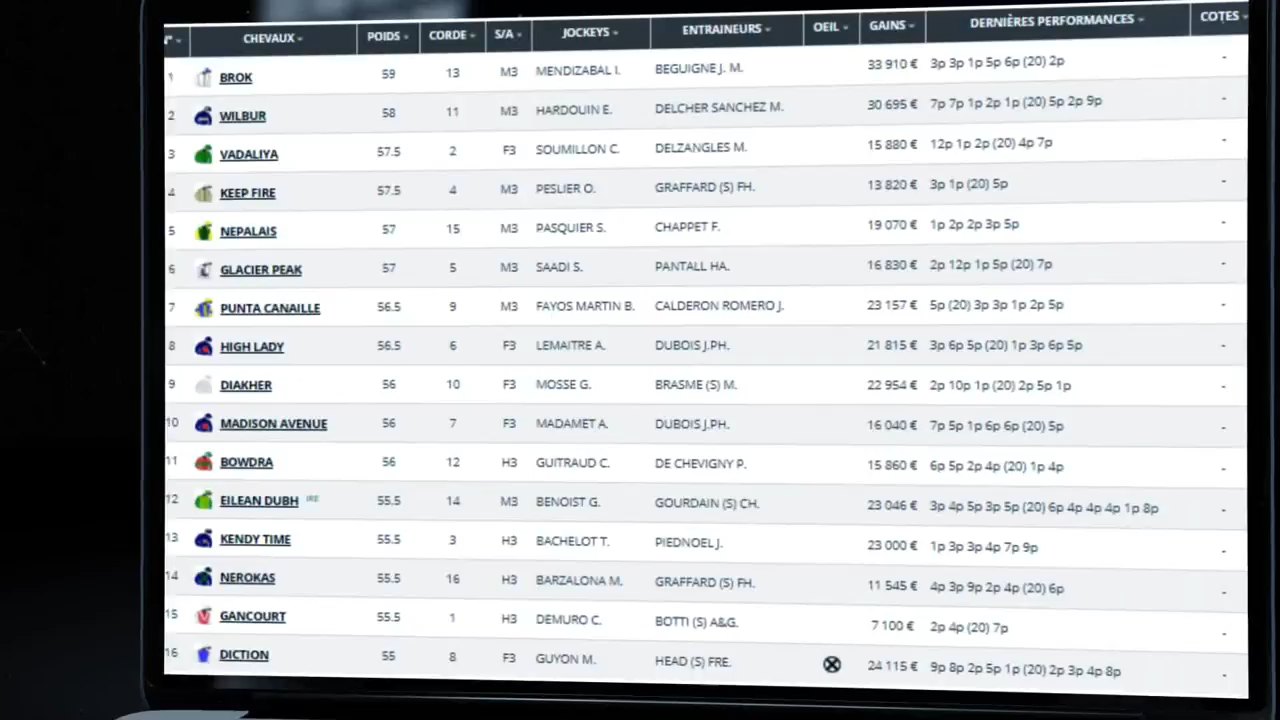 N° CHEVAUX POIDS CORDE S/A JOCKEYS ENTRAINEURS OEIL GAINS DERNIÈRES PERFORMANCES COTES
1 BROK 59 13 M3 MENDIZABAL I. BEGUIGNE J. M. 33 910 € 3p 3p 1p 5p 6p (20) 2p -
2 WILBUR 58 11 M3 HARDOUIN E. DELCHER SANCHEZ M. 30 695 € 7p 7p 1p 2p 1p (20) 5p 2p 9p -
3 VADALIYA 57.5 2 F3 SOUMILLON C. DELZANGLES M. 15 880 € 12p 1p 2p (20) 4p 7p -
4 KEEP FIRE 57.5 4 M3 PESLIER O. GRAFFARD (S) FH. 13 820 € 3p 1p (20) 5p -
5 NEPALAIS 57 15 M3 PASQUIER S. CHAPPET F. 19 070 € 1p 2p 2p 3p 5p -
6 GLACIER PEAK 57 5 M3 SAADI S. PANTALL HA. 16 830 € 2p 12p 1p 5p (20) 7p -
7 PUNTA CANAILLE 56.5 9 M3 FAYOS MARTIN B. CALDERON ROMERO J. 23 157 € 5p (20) 3p 3p 1p 2p 5p -
8 HIGH LADY 56.5 6 F3 LEMAITRE A. DUBOIS J.PH. 21 815 € 3p 6p 5p (20) 1p 3p 6p 5p -
9 DIAKHER 56 10 F3 MOSSE G. BRASME (S) M. 22 954 € 2p 10p 1p (20) 2p 5p 1p -
10 MADISON AVENUE 56 7 F3 MADAMET A. DUBOIS J.PH. 16 040 € 7p 5p 1p 6p 6p (20) 5p -
11 BOWDRA 56 12 H3 GUITRAUD C. DE CHEVIGNY P. 15 860 € 6p 5p 2p 4p (20) 1p 4p -
12 EILEAN DUBH IRE 55.5 14 M3 BENOIST G. GOURDAIN (S) CH. 23 046 € 3p 4p 5p 3p 5p (20) 6p 4p 4p 4p 1p 8p -
13 KENDY TIME 55.5 3 H3 BACHELOT T. PIEDNOEL J. 23 000 € 1p 3p 3p 4p 7p 9p -
14 NEROKAS 55.5 16 H3 BARZALONA M. GRAFFARD (S) FH. 11 545 € 4p 3p 9p 2p 4p (20) 6p -
15 GANCOURT 55.5 1 H3 DEMURO C. BOTTI (S) A&G. 7 100 € 2p 4p (20) 7p -
16 DICTION 55 8 F3 GUYON M. HEAD (S) FRE. 24 115 € 9p 8p 2p 5p 1p (20) 2p 3p 4p 8p -